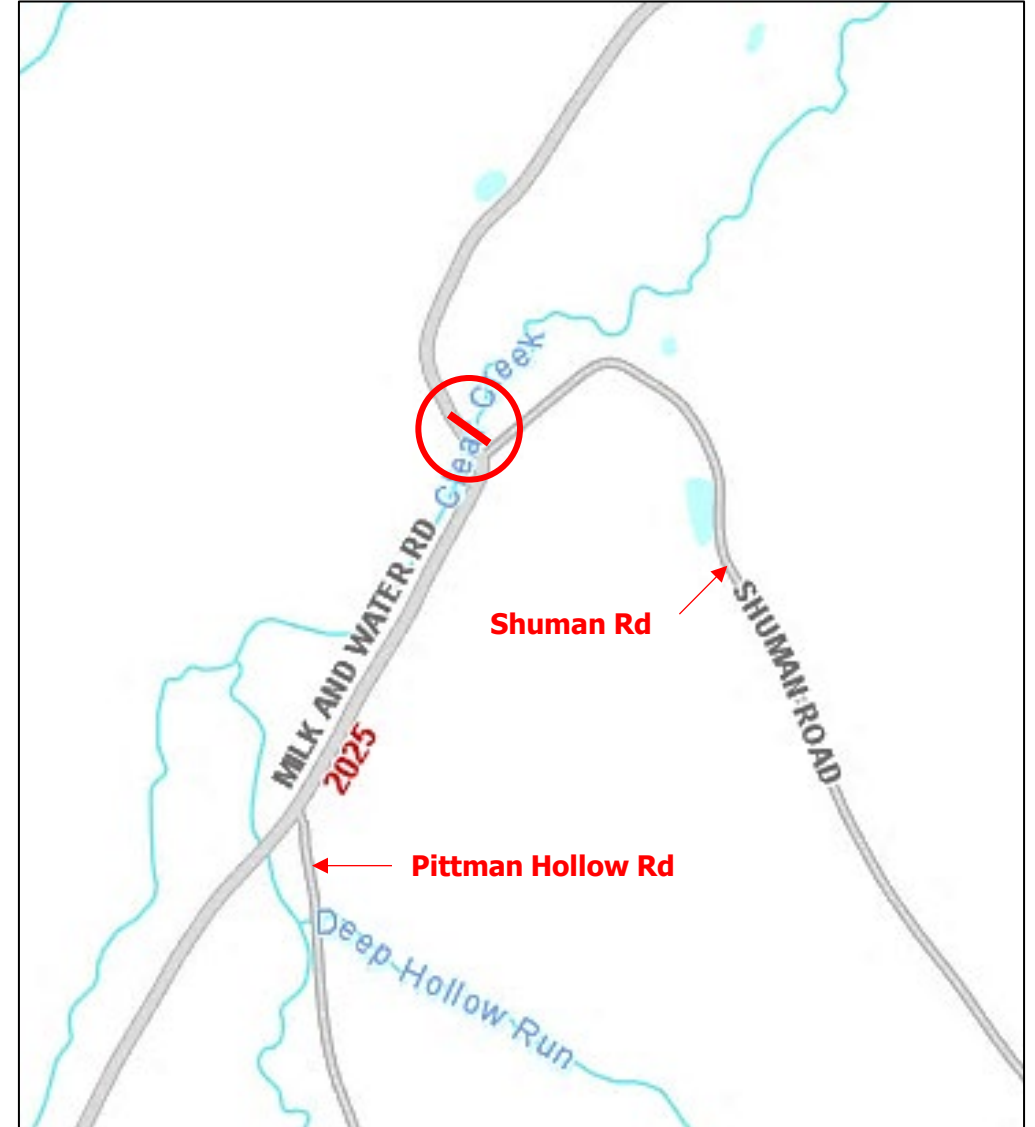 Clear Creek
Shuman Rd
SHUMAN ROAD
MILK AND WATER RD
2025
Pittman Hollow Rd
Deep Hollow Run